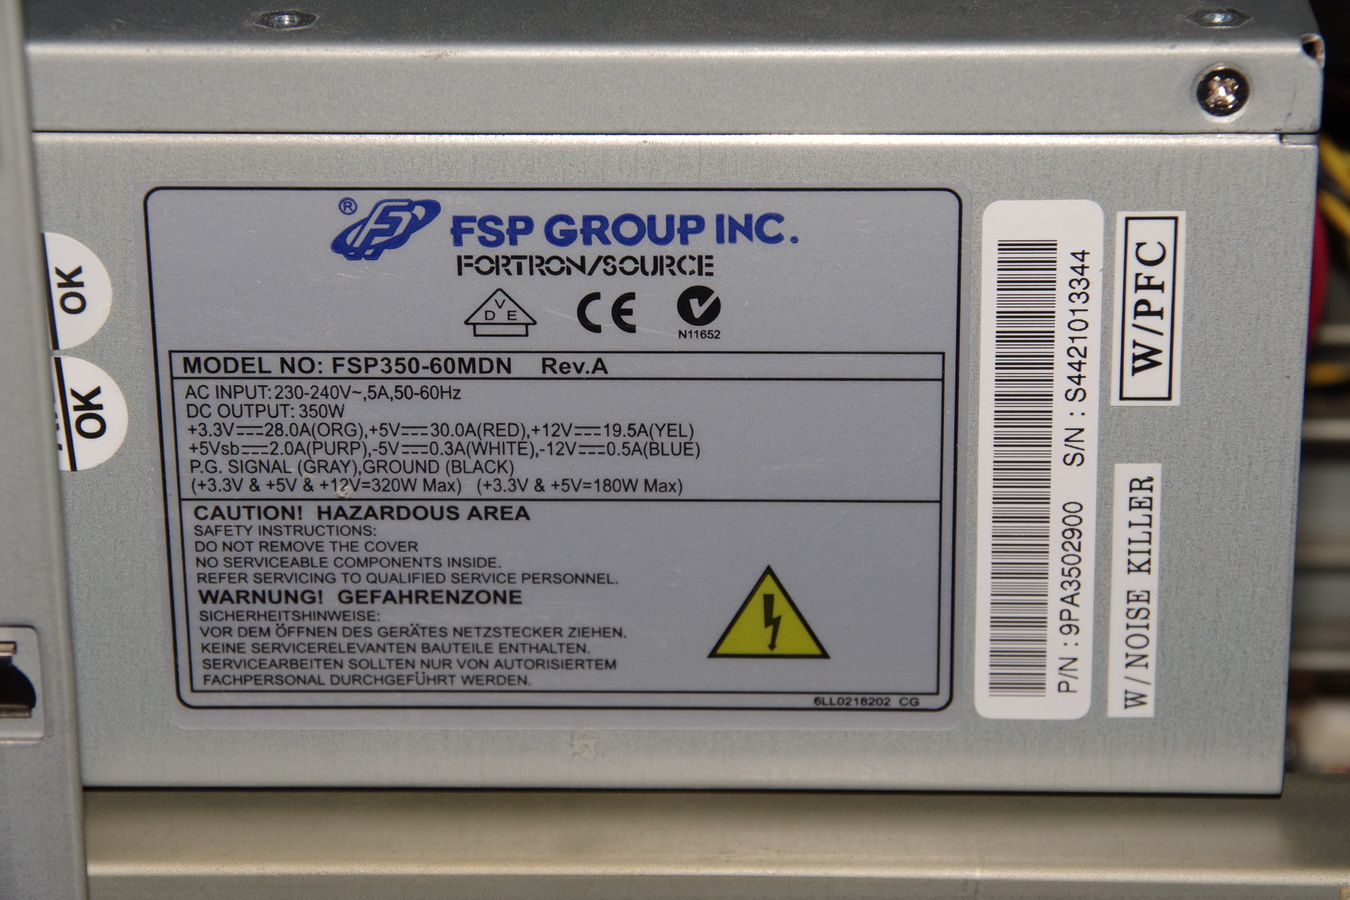 OK
OK
® FSP GROUP INC.
FORTRON/SOURCE
VDE CE
N11652
MODEL NO: FSP350-60MDN Rev.A
AC INPUT: 230-240V~,5A,50-60Hz
DC OUTPUT: 350W
+3.3V⎓28.0A(ORG),+5V⎓30.0A(RED),+12V⎓19.5A(YEL)
+5Vsb⎓2.0A(PURP),-5V⎓0.3A(WHITE),-12V⎓0.5A(BLUE)
P.G. SIGNAL (GRAY),GROUND (BLACK)
(+3.3V & +5V & +12V=320W Max) (+3.3V & +5V=180W Max)
CAUTION! HAZARDOUS AREA
SAFETY INSTRUCTIONS:
DO NOT REMOVE THE COVER
NO SERVICEABLE COMPONENTS INSIDE.
REFER SERVICING TO QUALIFIED SERVICE PERSONNEL.
WARNUNG! GEFAHRENZONE
SICHERHEITSHINWEISE:
VOR DEM ÖFFNEN DES GERÄTES NETZSTECKER ZIEHEN.
KEINE SERVICERELEVANTEN BAUTEILE ENTHALTEN.
SERVICEARBEITEN SOLLTEN NUR VON AUTORISIERTEM
FACHPERSONAL DURCHGEFÜHRT WERDEN.
6LL0218202 CG
P/N : 9PA3502900 S/N : S4421013344
W/PFC
W/NOISE KILLER